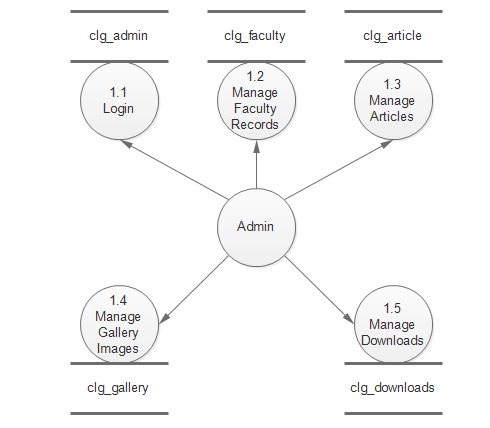 clg_admin
clg_faculty
clg_article
1.1
Login
1.2
Manage
Faculty
Records
1.3
Manage
Articles
Admin
1.4
Manage
Gallery
Images
1.5
Manage
Downloads
clg_gallery
clg_downloads